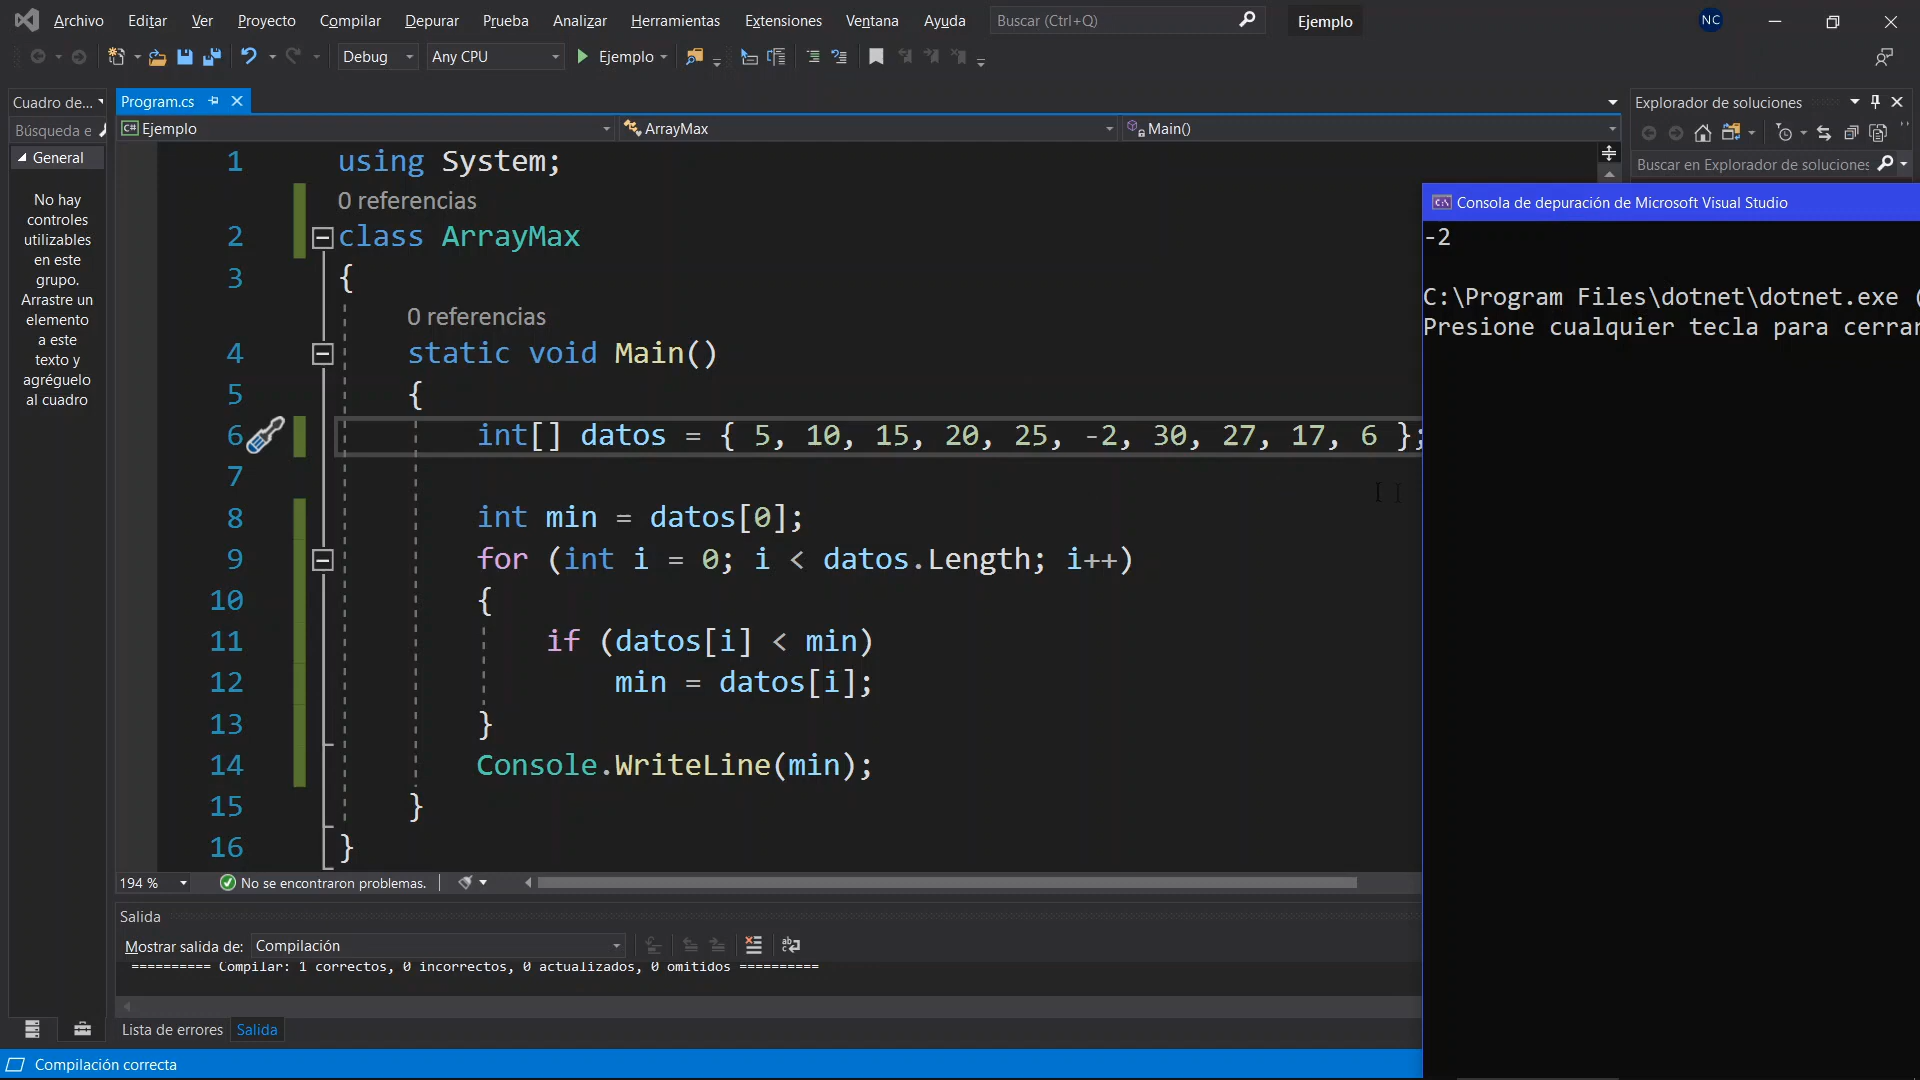 Archivo Editar Ver Proyecto Compilar Depurar Prueba Analizar Herramientas Extensiones Ventana Ayuda Buscar (Ctrl+Q) Ejemplo NC
Debug Any CPU Ejemplo
Cuadro de... Program.cs Explorador de soluciones
Búsqueda e Ejemplo ArrayMax Main()
General
Buscar en Explorador de soluciones
No hay
controles
utilizables
en este
grupo.
Arrastre un
elemento
a este
texto y
agréguelo
al cuadro
1 using System;
0 referencias
2 class ArrayMax
3 {
0 referencias
4 static void Main()
5 {
6 int[] datos = { 5, 10, 15, 20, 25, -2, 30, 27, 17, 6 };
7
8 int min = datos[0];
9 for (int i = 0; i < datos.Length; i++)
10 {
11 if (datos[i] < min)
12 min = datos[i];
13 }
14 Console.WriteLine(min);
15 }
16 }
Consola de depuración de Microsoft Visual Studio
-2
C:\Program Files\dotnet\dotnet.exe (
Presione cualquier tecla para cerrar
194 % No se encontraron problemas.
Salida
Mostrar salida de: Compilación
========== Compilar: 1 correctos, 0 incorrectos, 0 actualizados, 0 omitidos ==========
Lista de errores Salida
Compilación correcta